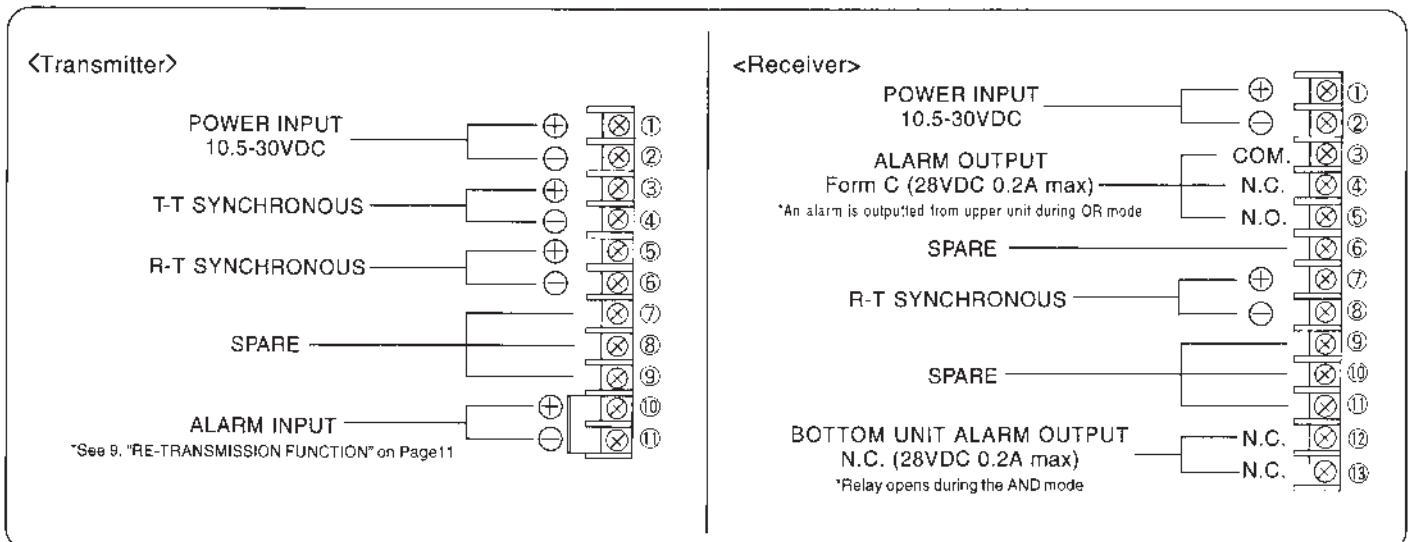 <Transmitter>
POWER INPUT ⊕ ①
10.5-30VDC ⊖ ②
T-T SYNCHRONOUS ⊕ ③
⊖ ④
R-T SYNCHRONOUS ⊕ ⑤
⊖ ⑥
⑦
SPARE ⑧
⑨
ALARM INPUT ⊕ ⑩
⊖ ⑪
*See 9. "RE-TRANSMISSION FUNCTION" on Page11
<Receiver>
POWER INPUT ⊕ ①
10.5-30VDC ⊖ ②
ALARM OUTPUT COM. ③
Form C (28VDC 0.2A max) N.C. ④
*An alarm is outputted from upper unit during OR mode N.O. ⑤
SPARE ⑥
R-T SYNCHRONOUS ⊕ ⑦
⊖ ⑧
⑨
SPARE ⑩
⑪
BOTTOM UNIT ALARM OUTPUT N.C. ⑫
N.C. (28VDC 0.2A max) N.C. ⑬
*Relay opens during the AND mode